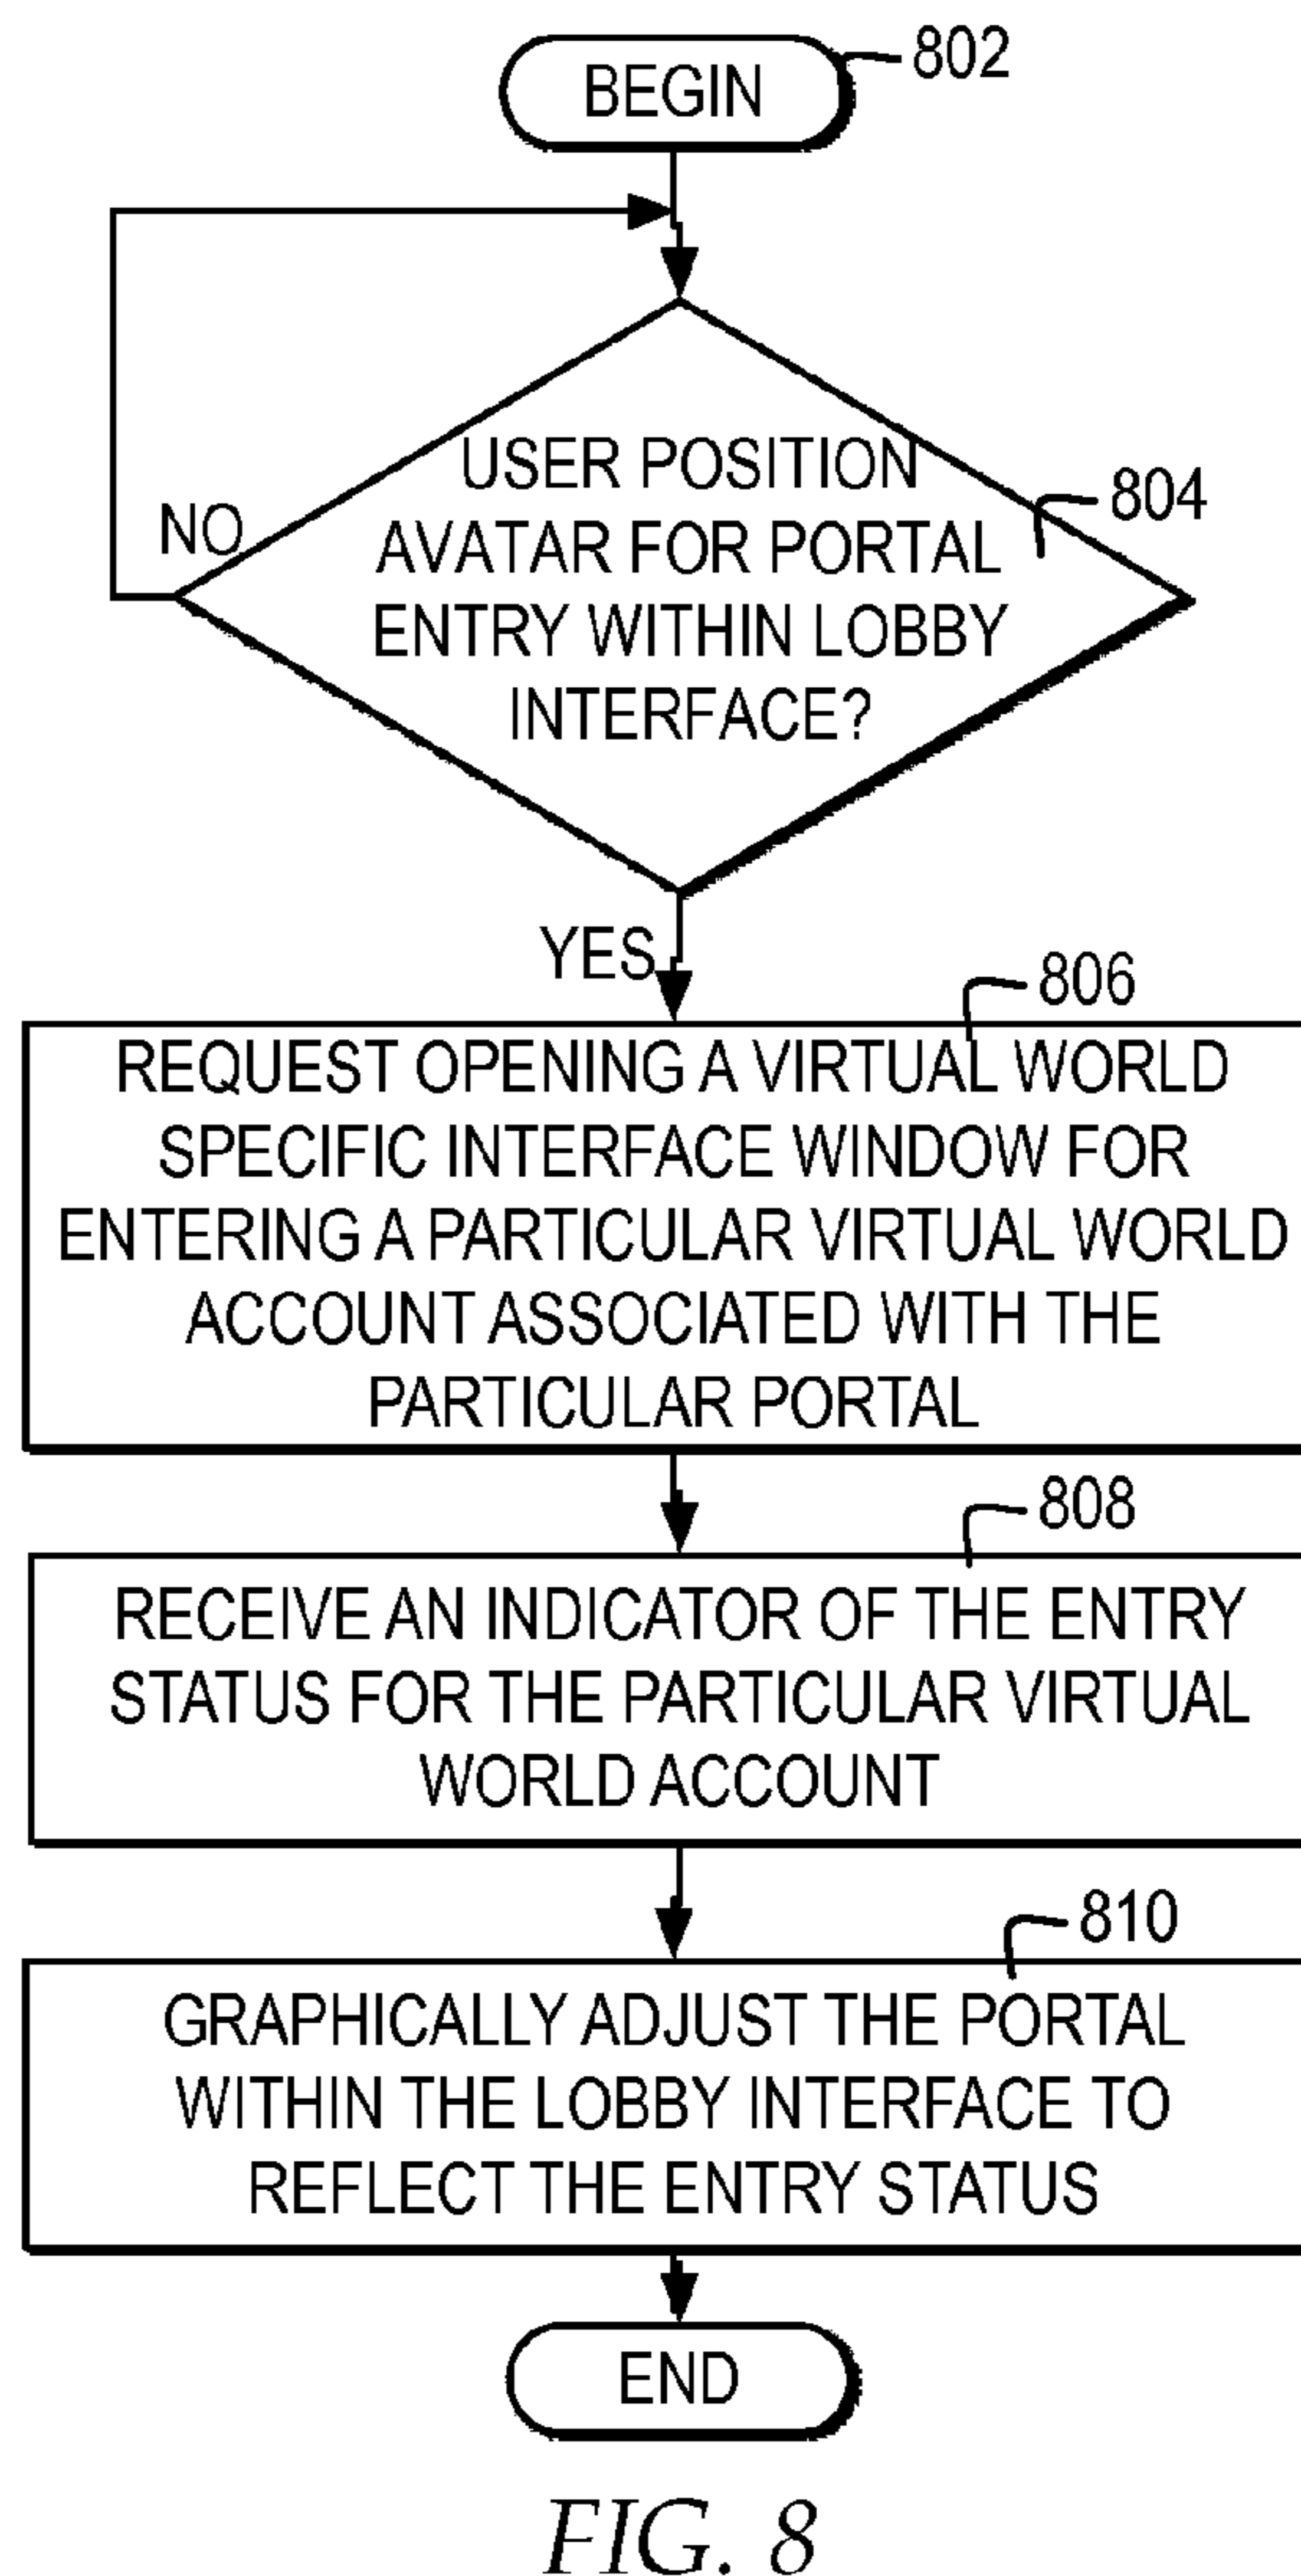 BEGIN
802
USER POSITION
AVATAR FOR PORTAL
ENTRY WITHIN LOBBY
INTERFACE?
804
NO
YES
806
REQUEST OPENING A VIRTUAL WORLD
SPECIFIC INTERFACE WINDOW FOR
ENTERING A PARTICULAR VIRTUAL WORLD
ACCOUNT ASSOCIATED WITH THE
PARTICULAR PORTAL
808
RECEIVE AN INDICATOR OF THE ENTRY
STATUS FOR THE PARTICULAR VIRTUAL
WORLD ACCOUNT
810
GRAPHICALLY ADJUST THE PORTAL
WITHIN THE LOBBY INTERFACE TO
REFLECT THE ENTRY STATUS
END
FIG. 8